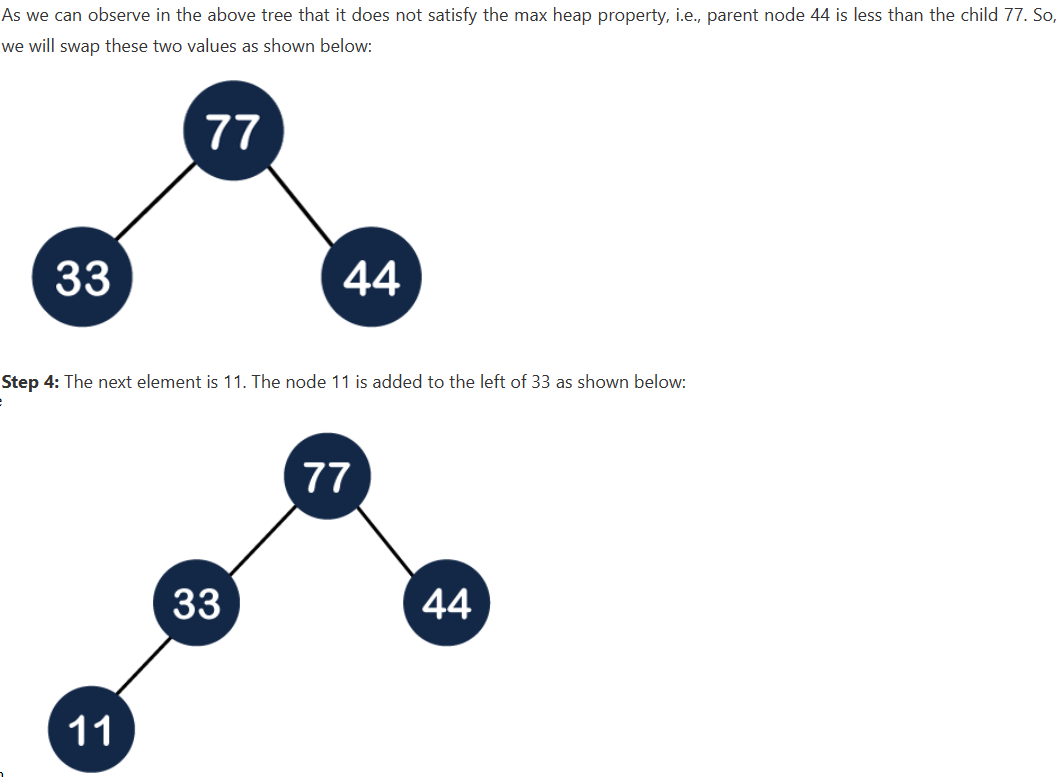 As we can observe in the above tree that it does not satisfy the max heap property, i.e., parent node 44 is less than the child 77. So,
we will swap these two values as shown below:
77
33 44
Step 4: The next element is 11. The node 11 is added to the left of 33 as shown below:
77
33 44
11